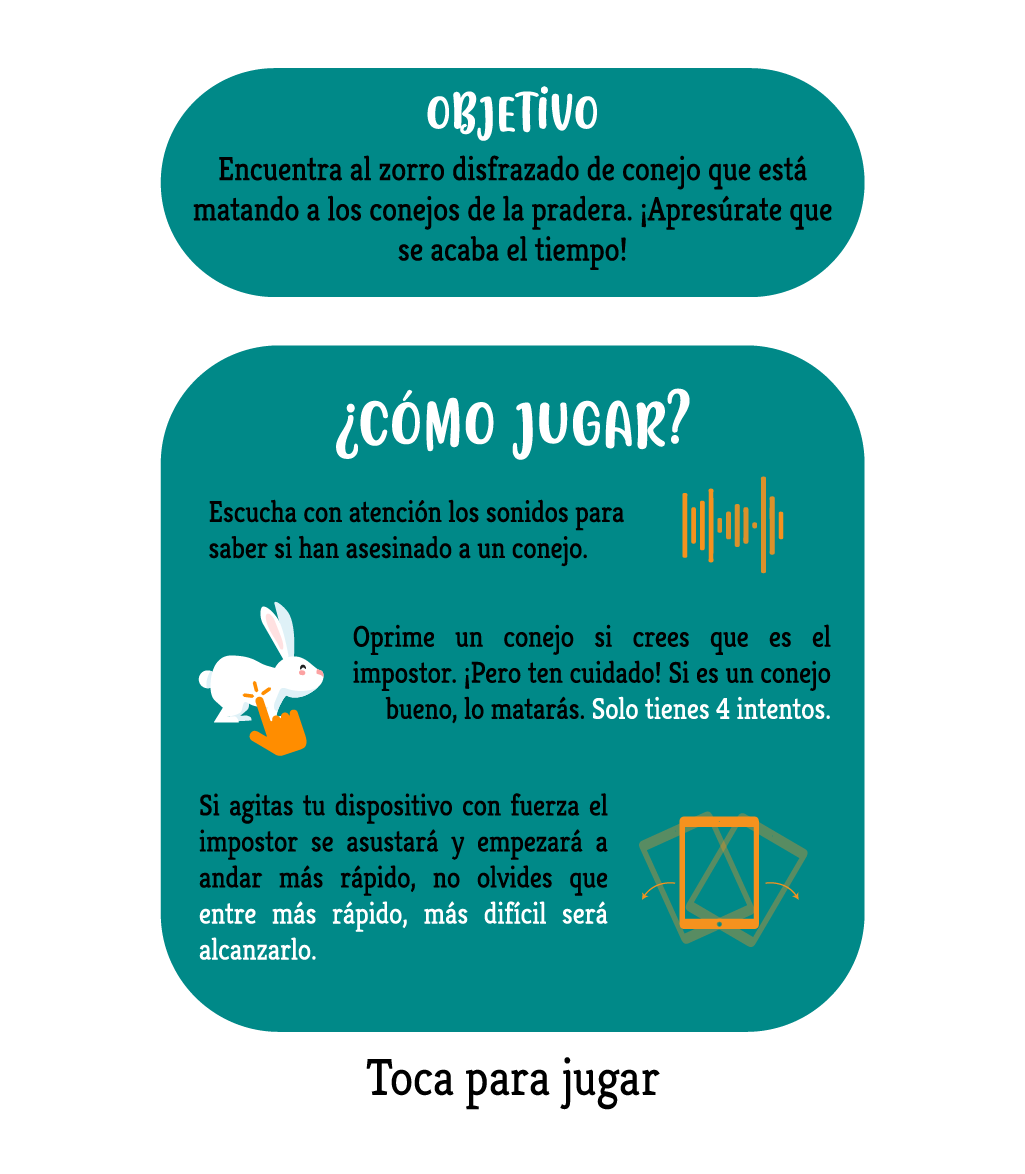 OBJETIVO
Encuentra al zorro disfrazado de conejo que está
matando a los conejos de la pradera. ¡Apresúrate que
se acaba el tiempo!
¿CÓMO JUGAR?
Escucha con atención los sonidos para
saber si han asesinado a un conejo.
Oprime un conejo si crees que es el
impostor. ¡Pero ten cuidado! Si es un conejo
bueno, lo matarás. Solo tienes 4 intentos.
Si agitas tu dispositivo con fuerza el
impostor se asustará y empezará a
andar más rápido, no olvides que
entre más rápido, más difícil será
alcanzarlo.
Toca para jugar